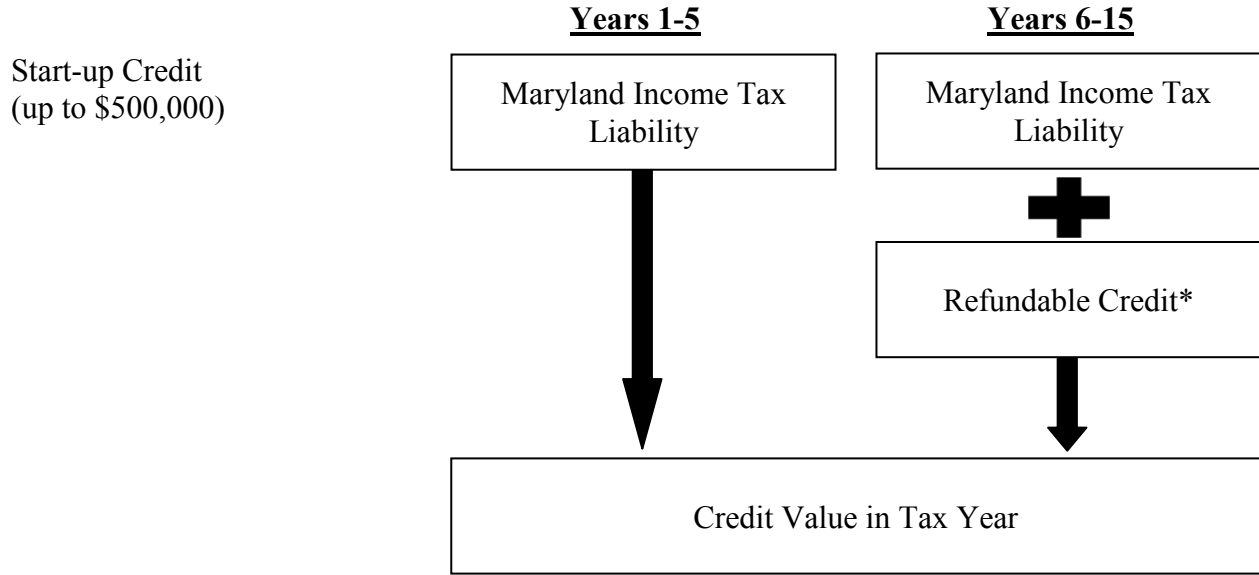 Years 1-5
Years 6-15
Start-up Credit
(up to $500,000)
Maryland Income Tax
Liability
Maryland Income Tax
Liability
Refundable Credit*
Credit Value in Tax Year